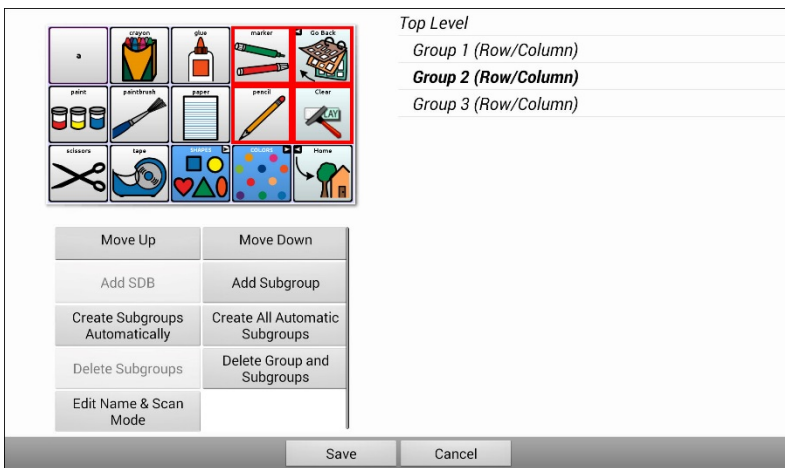 a
crayon
glue
marker
Go Back
paint
paintbrush
paper
pencil
Clear
CLAY
scissors
tape
SHAPES
COLORS
Home
Move Up
Move Down
Add SDB
Add Subgroup
Create Subgroups
Automatically
Create All Automatic
Subgroups
Delete Subgroups
Delete Group and
Subgroups
Edit Name & Scan
Mode
Top Level
Group 1 (Row/Column)
Group 2 (Row/Column)
Group 3 (Row/Column)
Save
Cancel